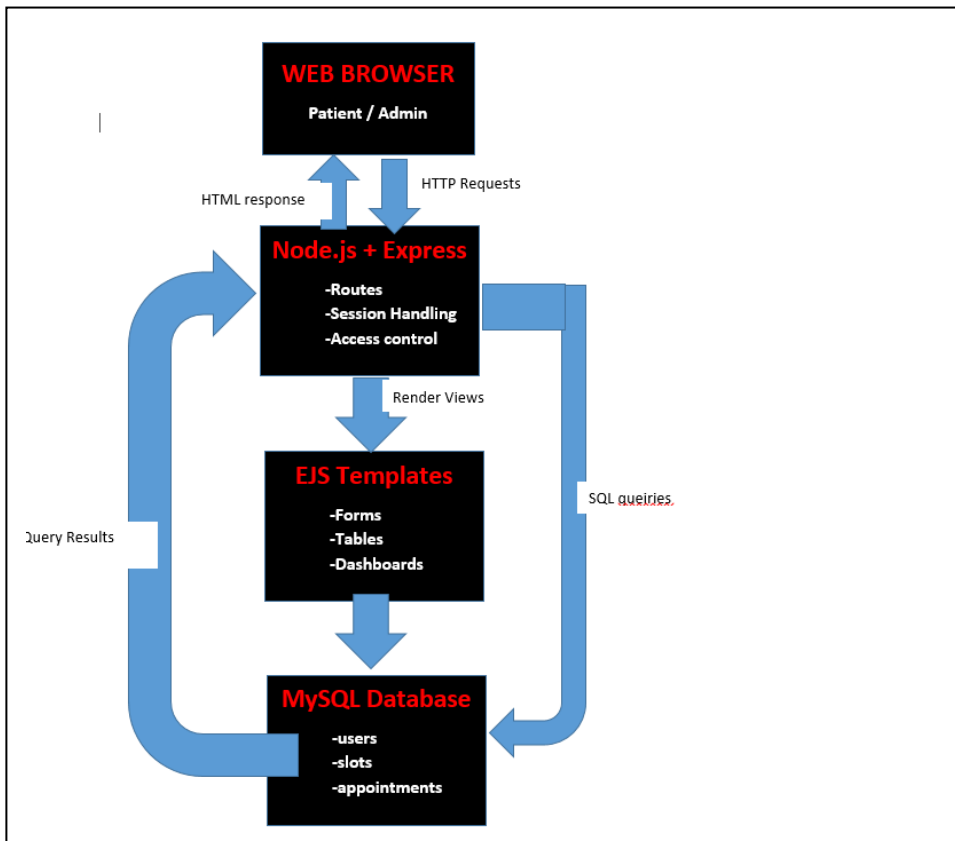 WEB BROWSER
Patient / Admin
HTML response
HTTP Requests
Node.js + Express
-Routes
-Session Handling
-Access control
Render Views
EJS Templates
-Forms
-Tables
-Dashboards
SQL queiries
Query Results
MySQL Database
-users
-slots
-appointments